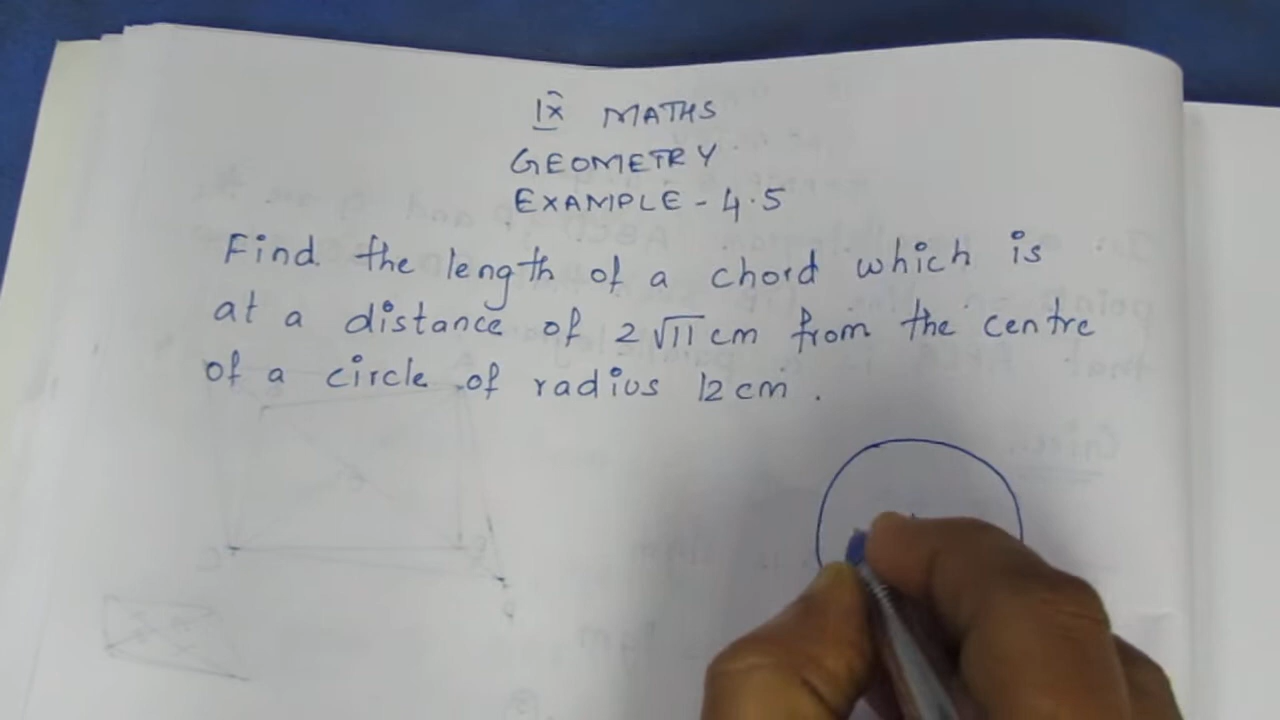 IX MATHS
GEOMETRY
EXAMPLE - 4.5
Find the length of a chord which is
at a distance of 2 √11 cm from the centre
of a circle of radius 12 cm .